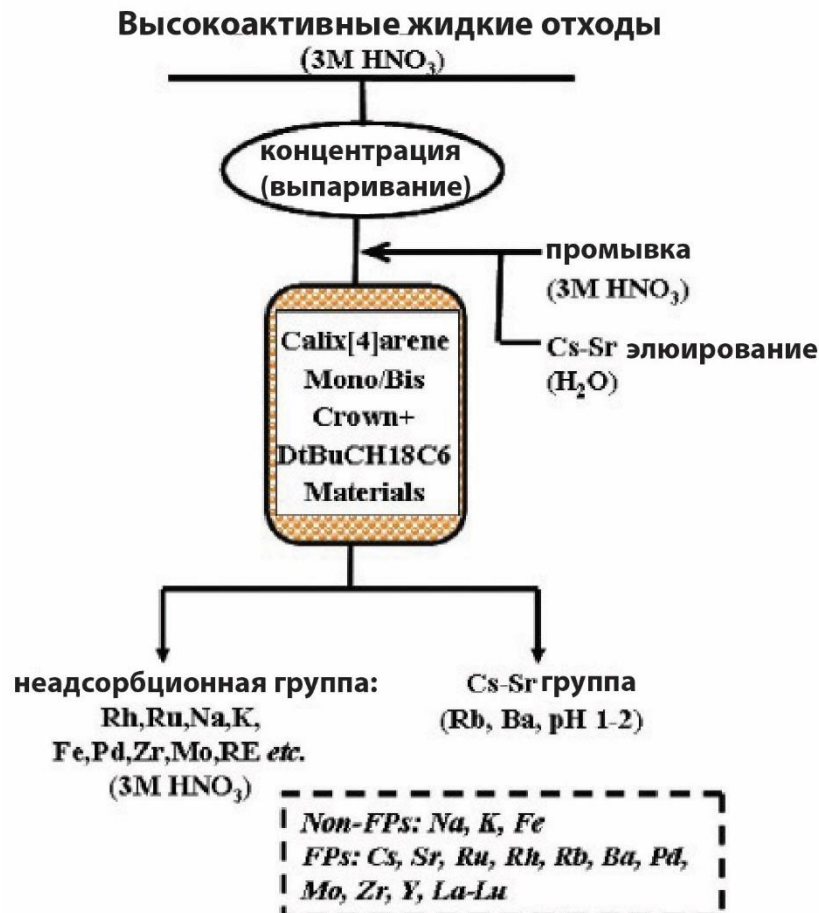 Высокоактивные жидкие отходы
(3M HNO₃)
концентрация
(выпаривание)
промывка
(3M HNO₃)
Cs-Sr элюирование
(H₂O)
Calix[4]arene
Mono/Bis
Crown+
DtBuCH18C6
Materials
неадсорбционная группа:
Rh,Ru,Na,K,
Fe,Pd,Zr,Mo,RE etc.
(3M HNO₃)
Cs-Sr группа
(Rb, Ba, pH 1-2)
Non-FPs: Na, K, Fe
FPs: Cs, Sr, Ru, Rh, Rb, Ba, Pd,
Mo, Zr, Y, La-Lu